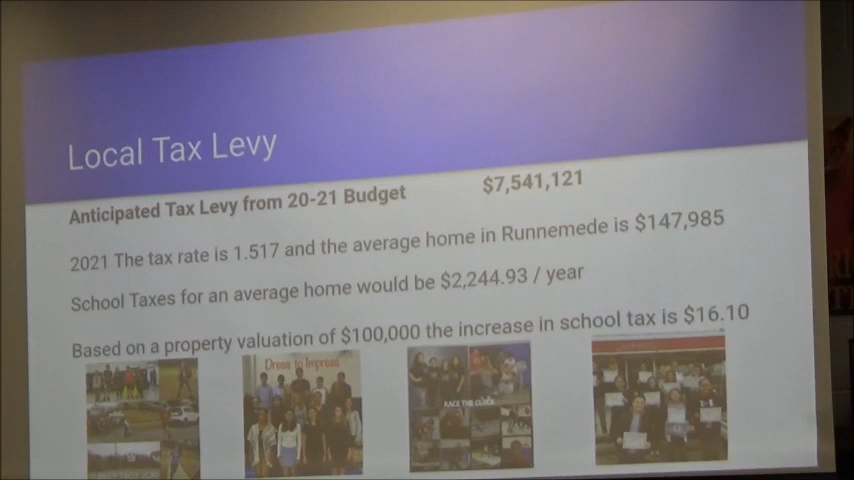 Local Tax Levy
Anticipated Tax Levy from 20-21 Budget $7,541,121
2021 The tax rate is 1.517 and the average home in Runnemede is $147,985
School Taxes for an average home would be $2,244.93 / year
Based on a property valuation of $100,000 the increase in school tax is $16.10
Dress to Impress
RACE THE CLOCK